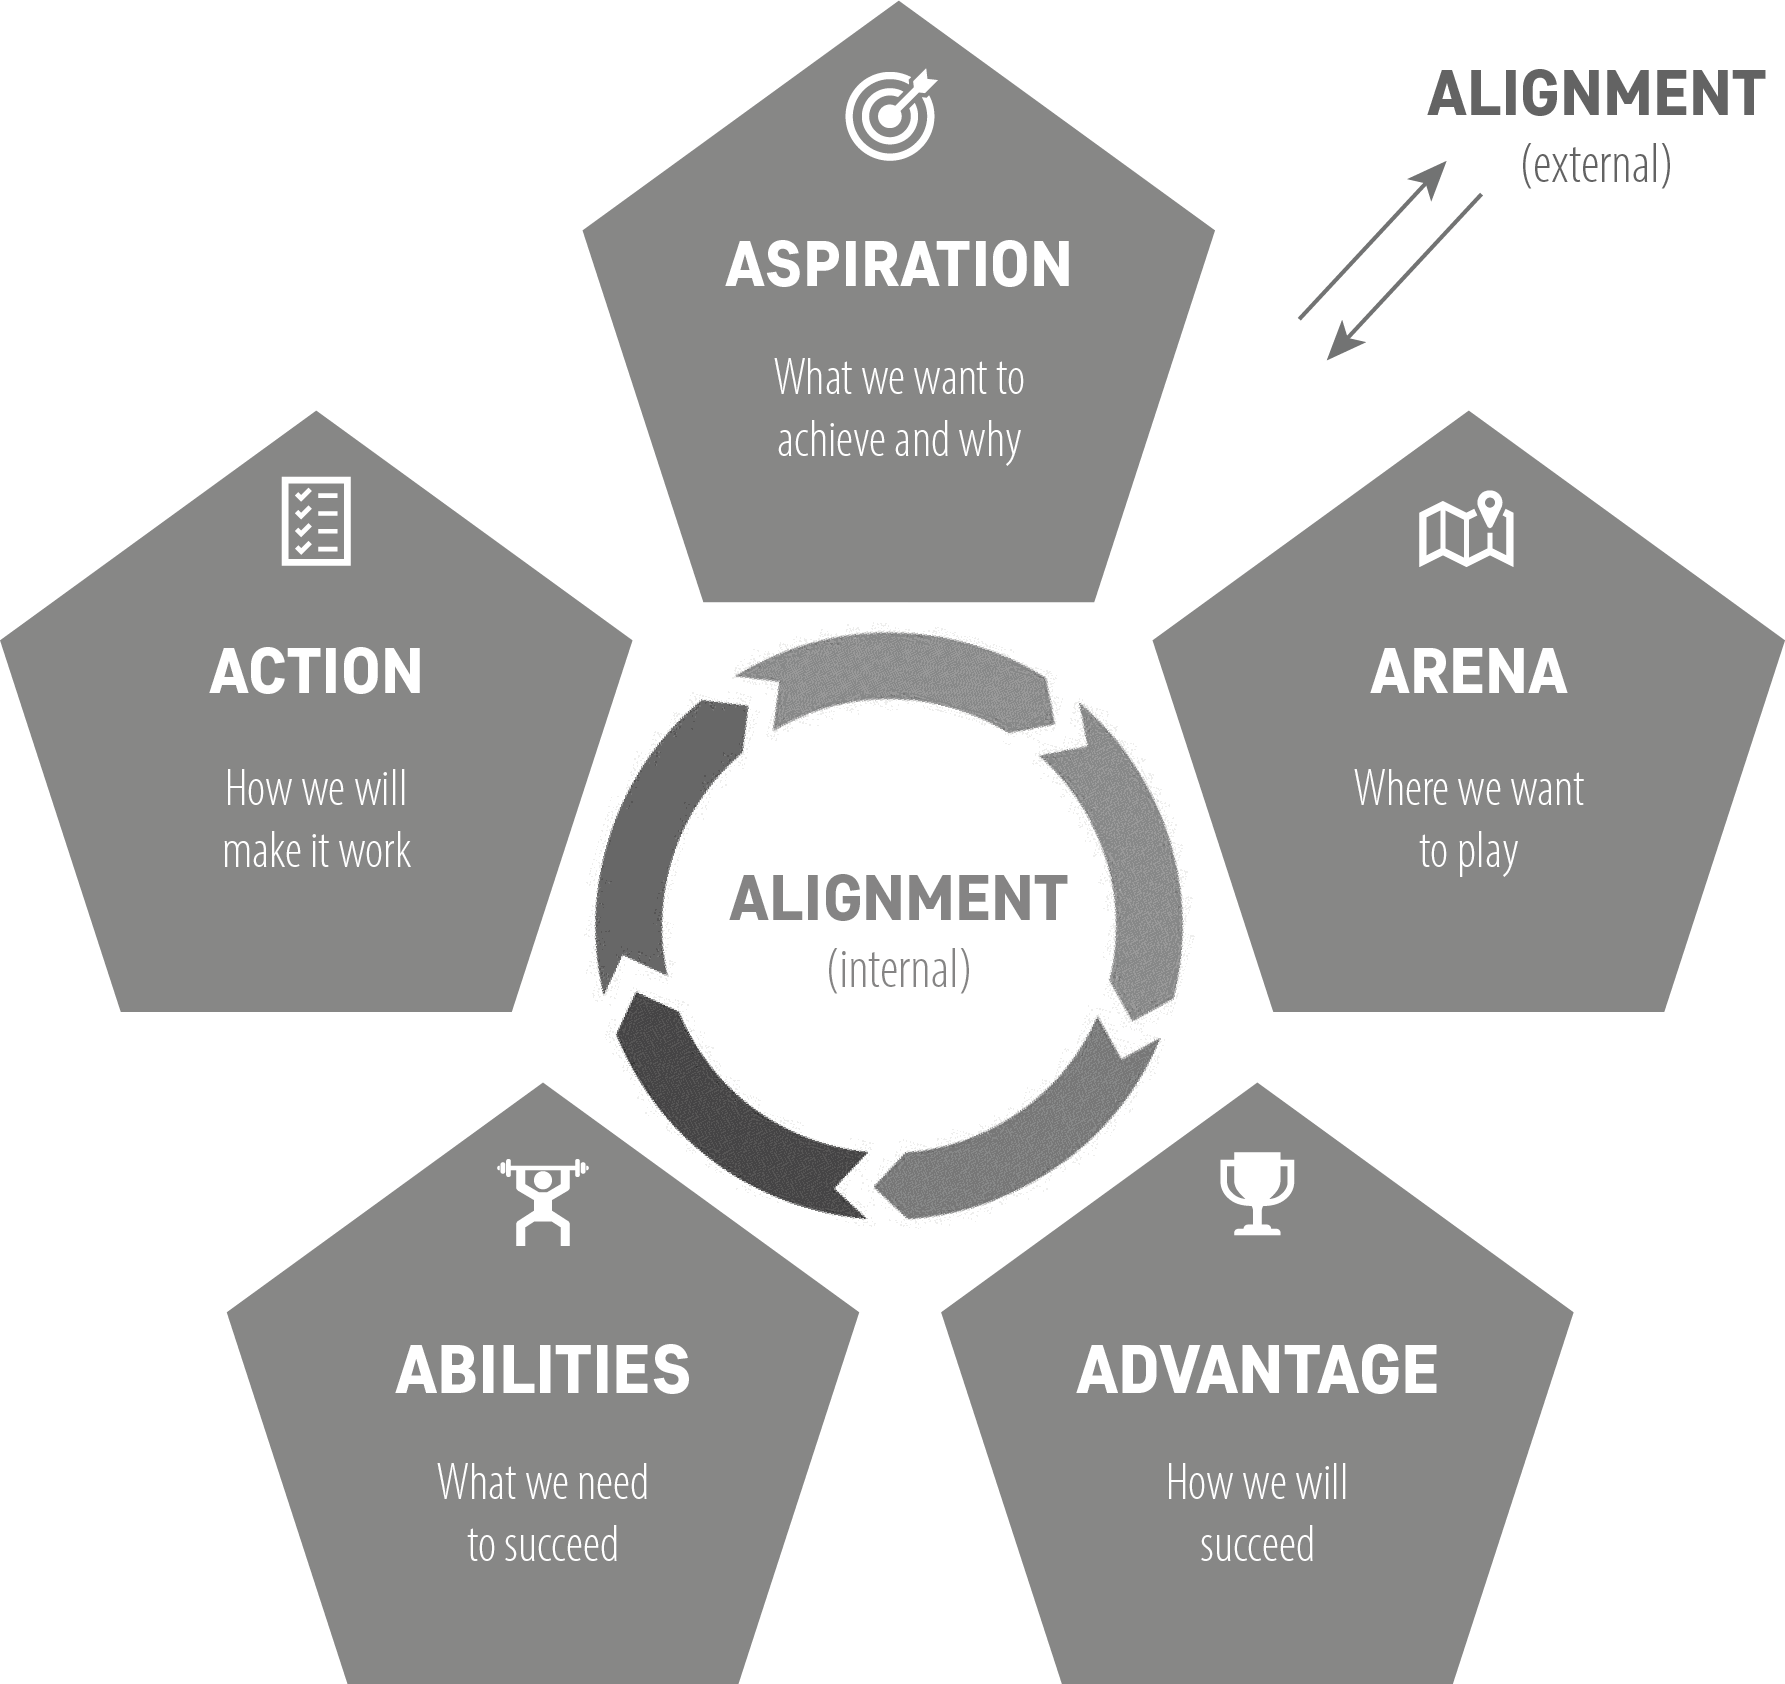 ALIGNMENT
(external)
ASPIRATION
What we want to
achieve and why
ACTION
How we will
make it work
ARENA
Where we want
to play
ALIGNMENT
(internal)
ABILITIES
What we need
to succeed
ADVANTAGE
How we will
succeed